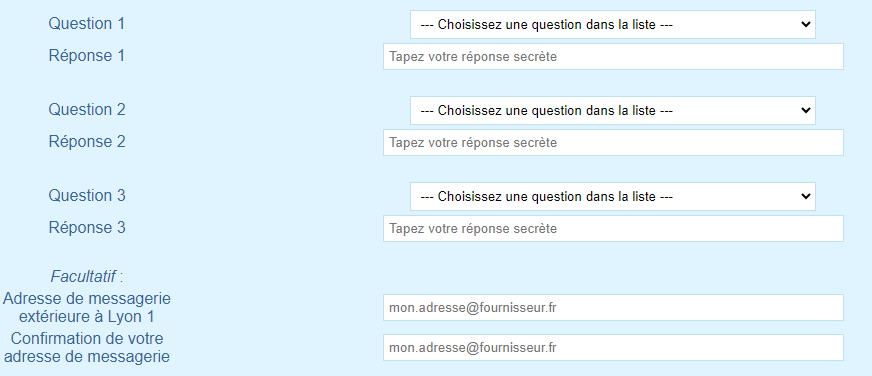 Question 1
--- Choisissez une question dans la liste ---
Réponse 1
Tapez votre réponse secrète
Question 2
--- Choisissez une question dans la liste ---
Réponse 2
Tapez votre réponse secrète
Question 3
--- Choisissez une question dans la liste ---
Réponse 3
Tapez votre réponse secrète
Facultatif :
Adresse de messagerie
extérieure à Lyon 1
mon.adresse@fournisseur.fr
Confirmation de votre
adresse de messagerie
mon.adresse@fournisseur.fr